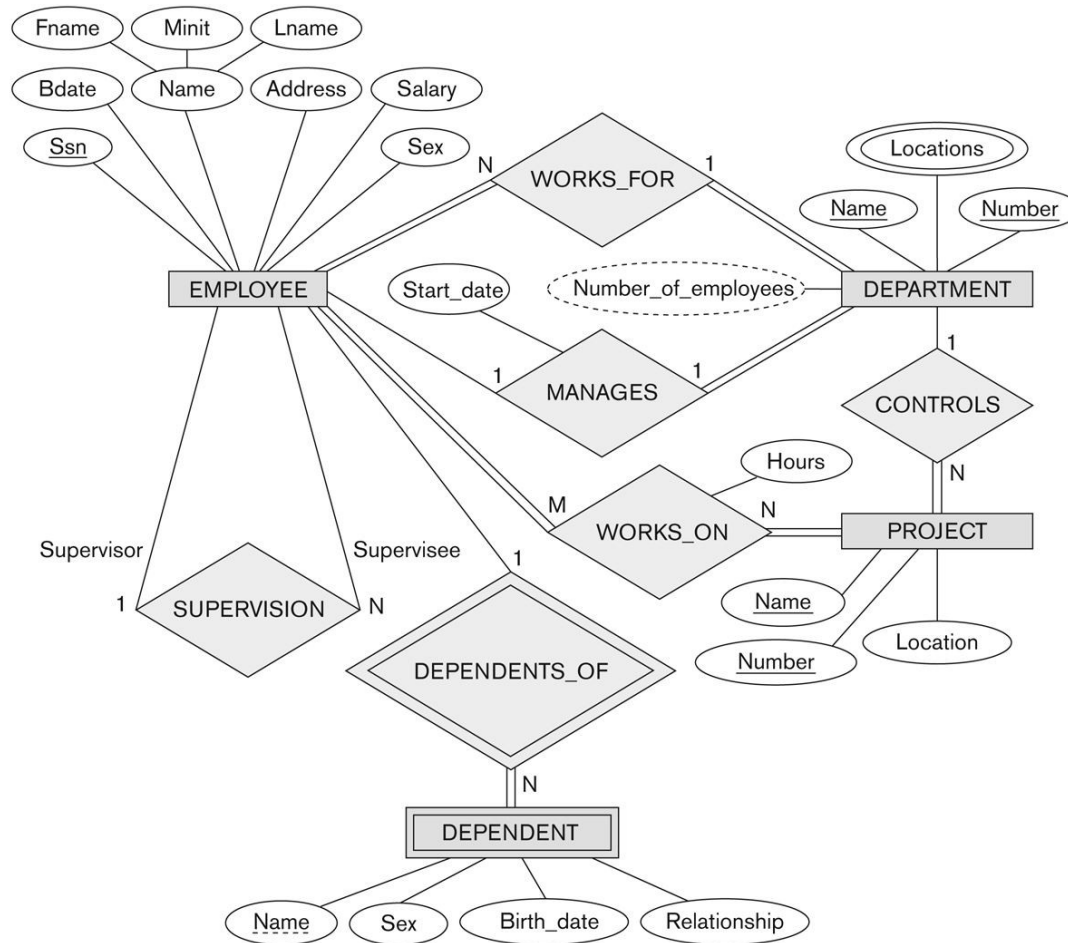 Fname
Minit
Lname
Bdate
Name
Address
Salary
Ssn
Sex
N
WORKS_FOR
1
Locations
Name
Number
EMPLOYEE
Start_date
Number_of_employees
DEPARTMENT
1
MANAGES
1
1
CONTROLS
N
Hours
M
WORKS_ON
N
PROJECT
Supervisor
Supervisee
1
SUPERVISION
N
1
Name
Number
Location
DEPENDENTS_OF
N
DEPENDENT
Name
Sex
Birth_date
Relationship